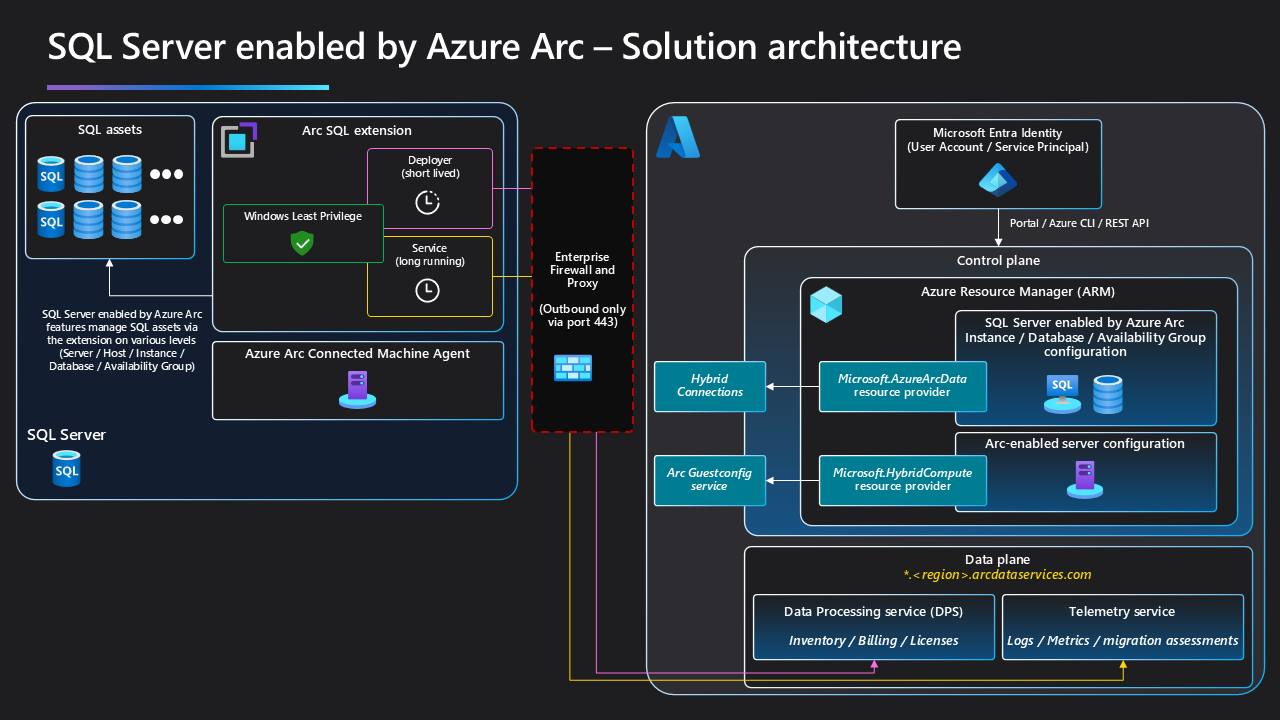 SQL Server enabled by Azure Arc – Solution architecture
SQL assets
SQL
SQL
Arc SQL extension
Deployer
(short lived)
Windows Least Privilege
Service
(long running)
SQL Server enabled by Azure Arc
features manage SQL assets via
the extension on various levels
(Server / Host / Instance /
Database / Availability Group)
Azure Arc Connected Machine Agent
SQL Server
SQL
Enterprise
Firewall and
Proxy
(Outbound only
via port 443)
Microsoft Entra Identity
(User Account / Service Principal)
Portal / Azure CLI / REST API
Control plane
Azure Resource Manager (ARM)
SQL Server enabled by Azure Arc
Instance / Database / Availability Group
configuration
SQL
Hybrid
Connections
Microsoft.AzureArcData
resource provider
Arc-enabled server configuration
Arc Guestconfig
service
Microsoft.HybridCompute
resource provider
Data plane
*.<region>.arcdataservices.com
Data Processing service (DPS)
Inventory / Billing / Licenses
Telemetry service
Logs / Metrics / migration assessments